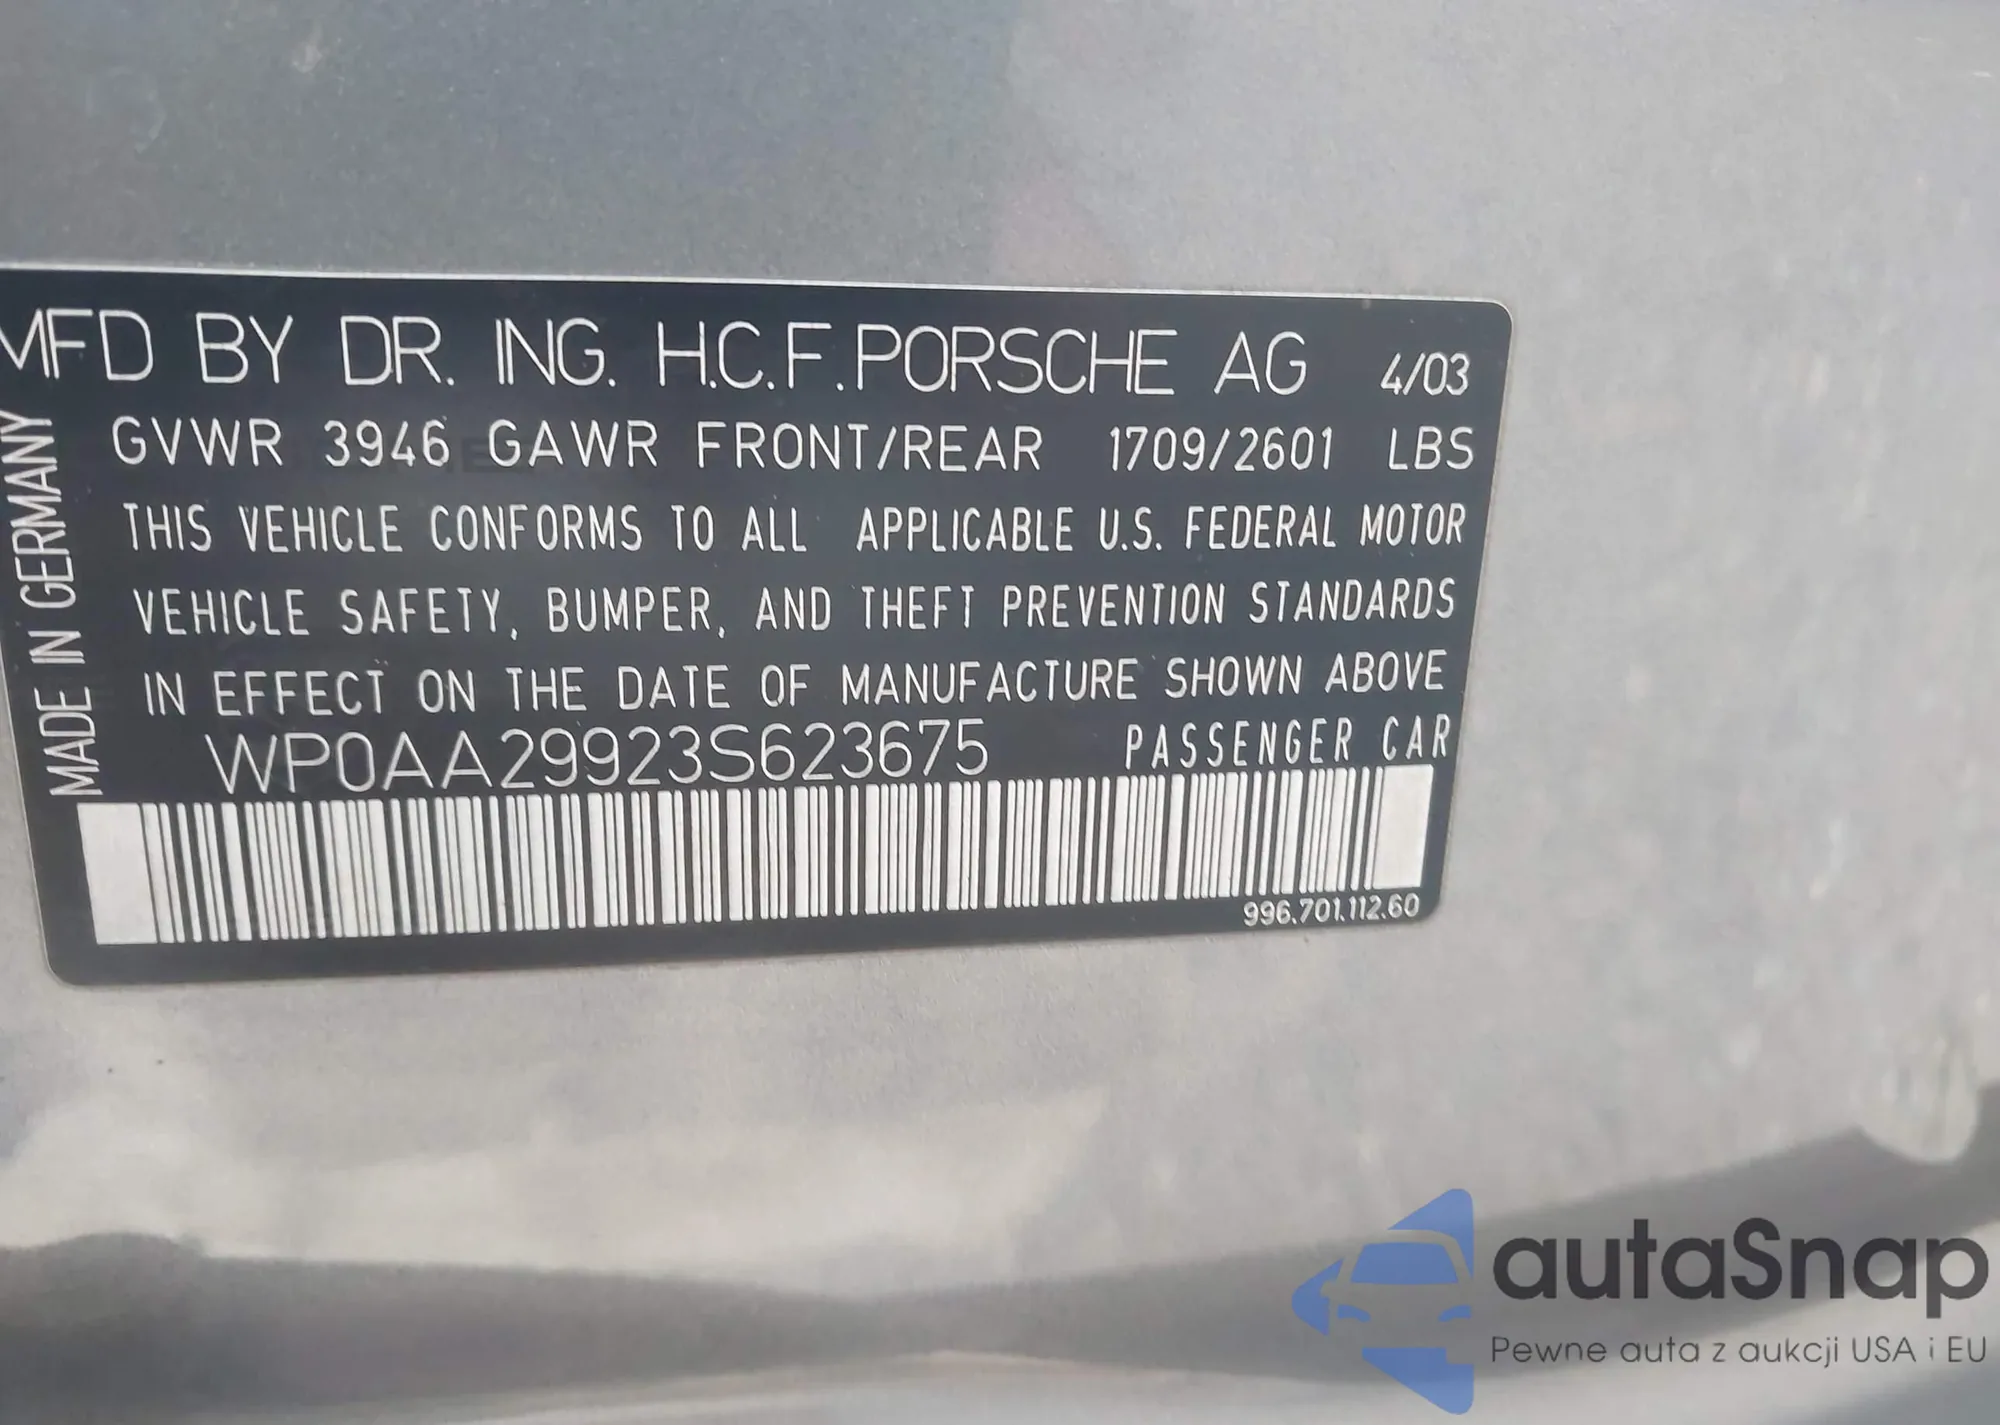 MFD BY DR. ING. H.C.F. PORSCHE AG 4/03
GVWR 3946 GAWR FRONT/REAR 1709/2601 LBS
THIS VEHICLE CONFORMS TO ALL APPLICABLE U.S. FEDERAL MOTOR
VEHICLE SAFETY, BUMPER, AND THEFT PREVENTION STANDARDS
IN EFFECT ON THE DATE OF MANUFACTURE SHOWN ABOVE
WP0AA29923S623675 PASSENGER CAR
996.701.112.60
MADE IN GERMANY
autaSnap
Pewne auta z aukcji USA i EU